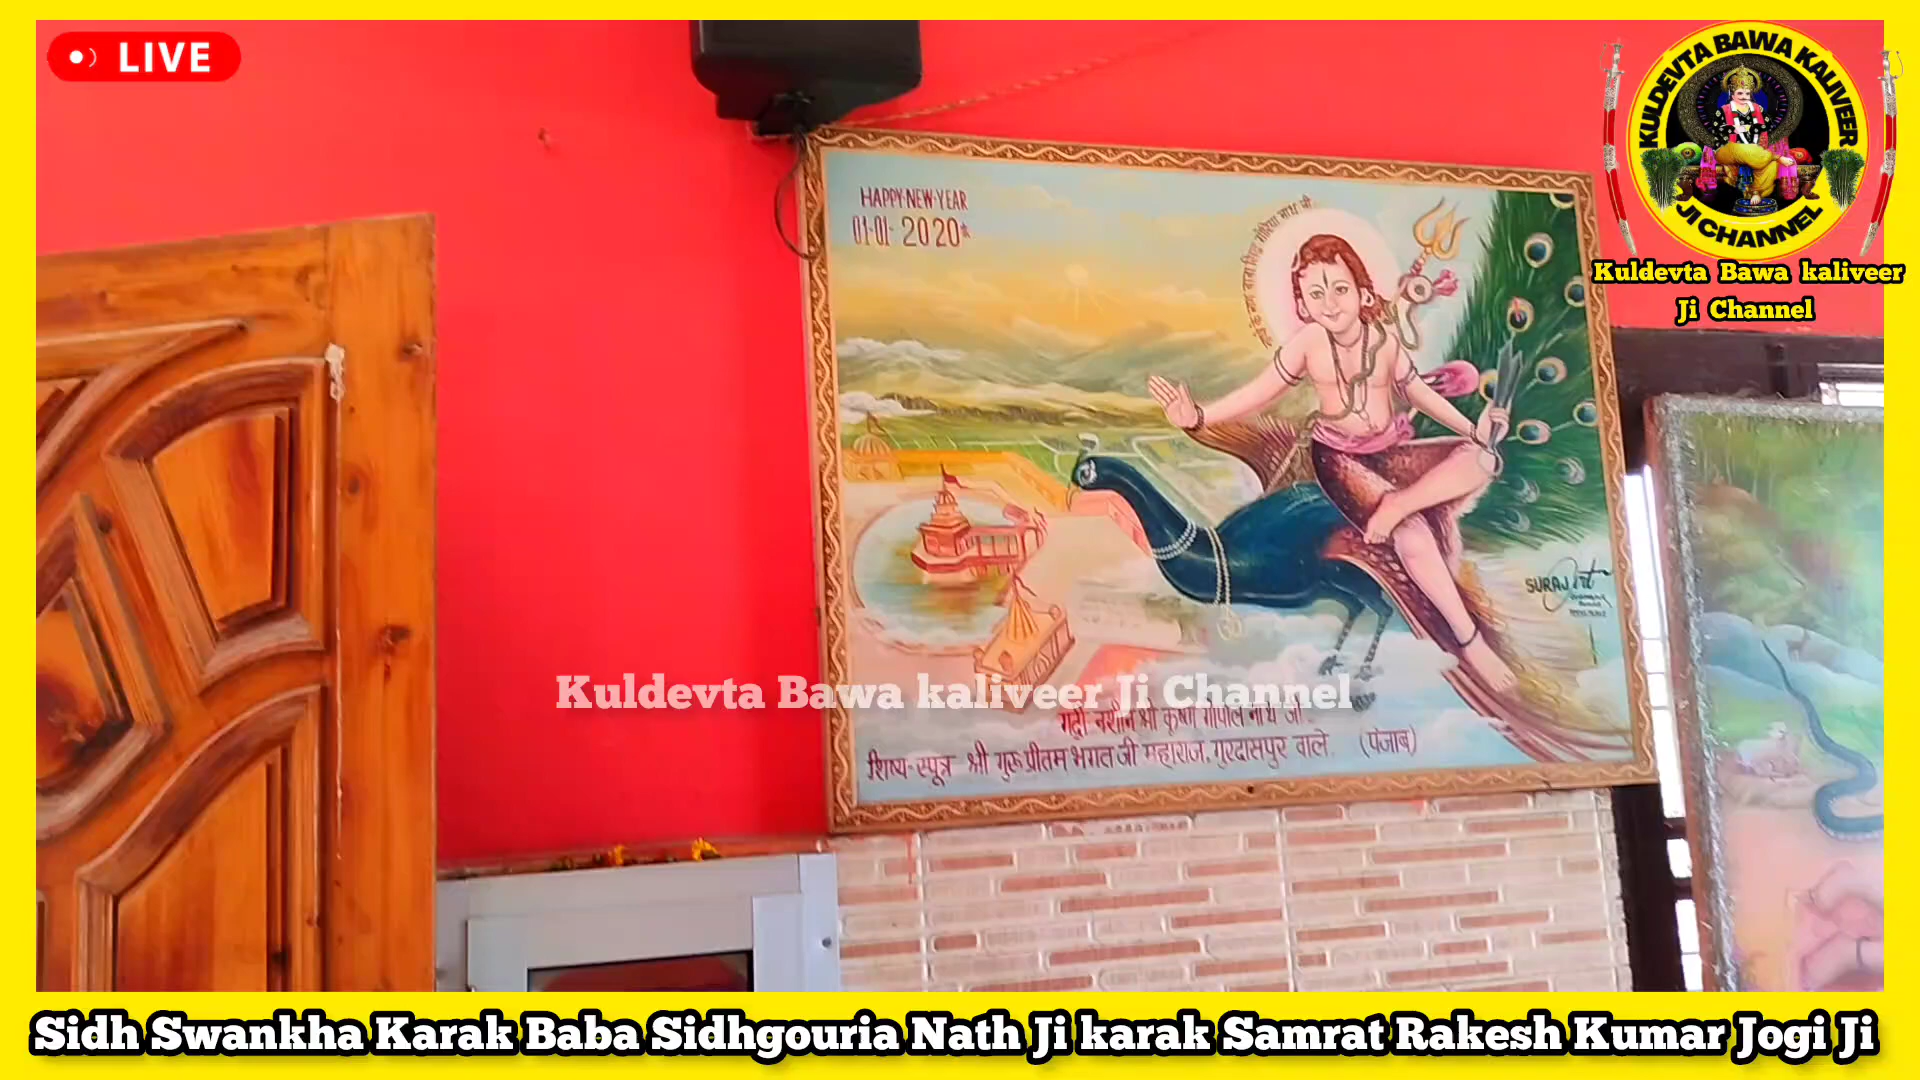 LIVE
KULDEVTA BAWA KALIVEER
JI CHANNEL
Kuldevta Bawa kaliveer
Ji Channel
HAPPY-NEW-YEAR
01-01-2020
बाबा सिद्ध गौरिया नाथ जी
SURAJ art
Kuldevta Bawa kaliveer Ji Channel
गद्दी नशीन श्री कृष्ण गोपाल नाथ जी
शिष्य-स्पूत्र श्री गुरू प्रीतम भगत जी महाराज, गुरदासपुर वाले. (पंजाब)
Sidh Swankha Karak Baba Sidhgouria Nath Ji karak Samrat Rakesh Kumar Jogi Ji